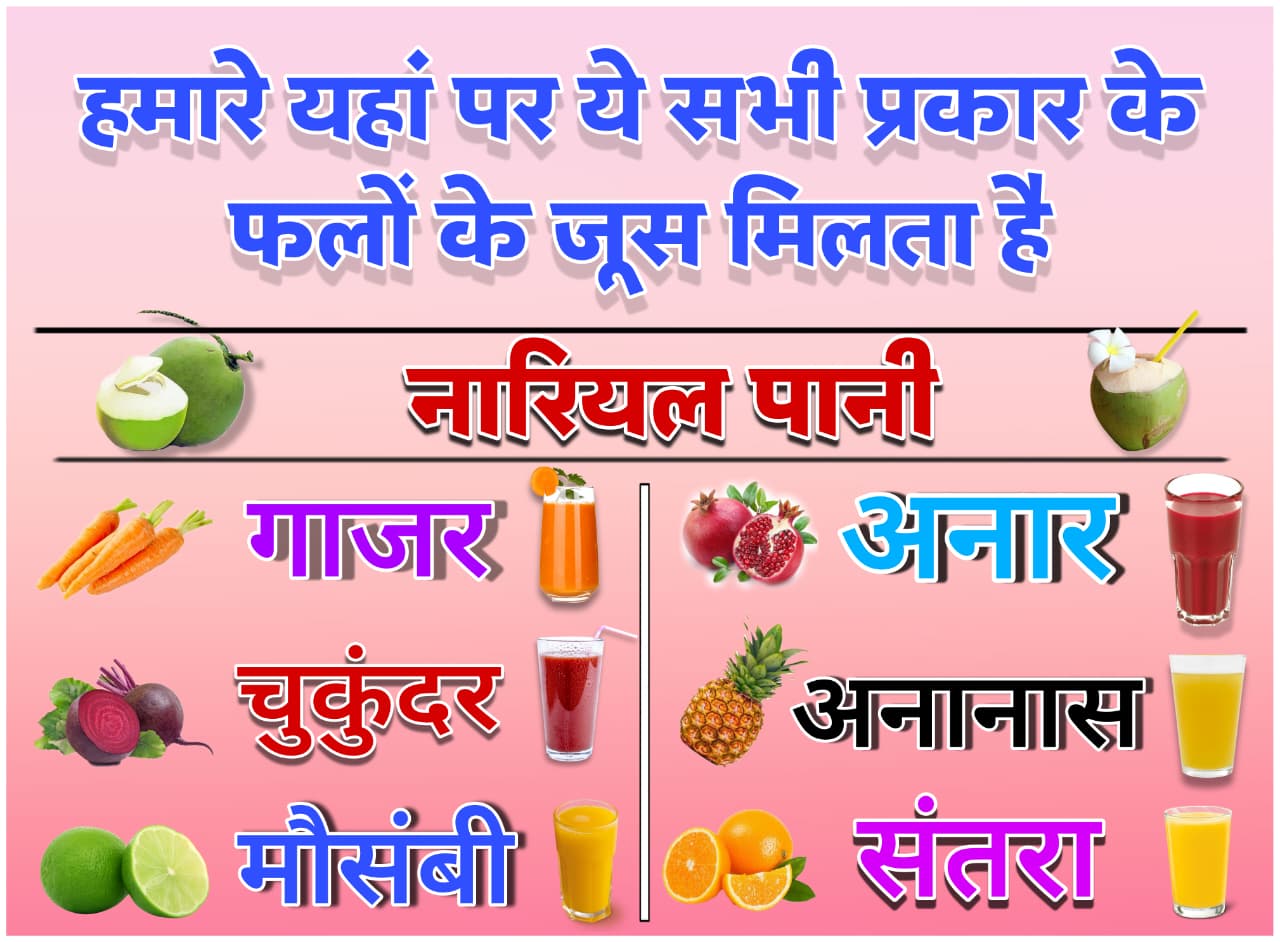 हमारे यहां पर ये सभी प्रकार के
फलों के जूस मिलता है
नारियल पानी
गाजर
अनार
चुकुंदर
अनानास
मौसंबी
संतरा